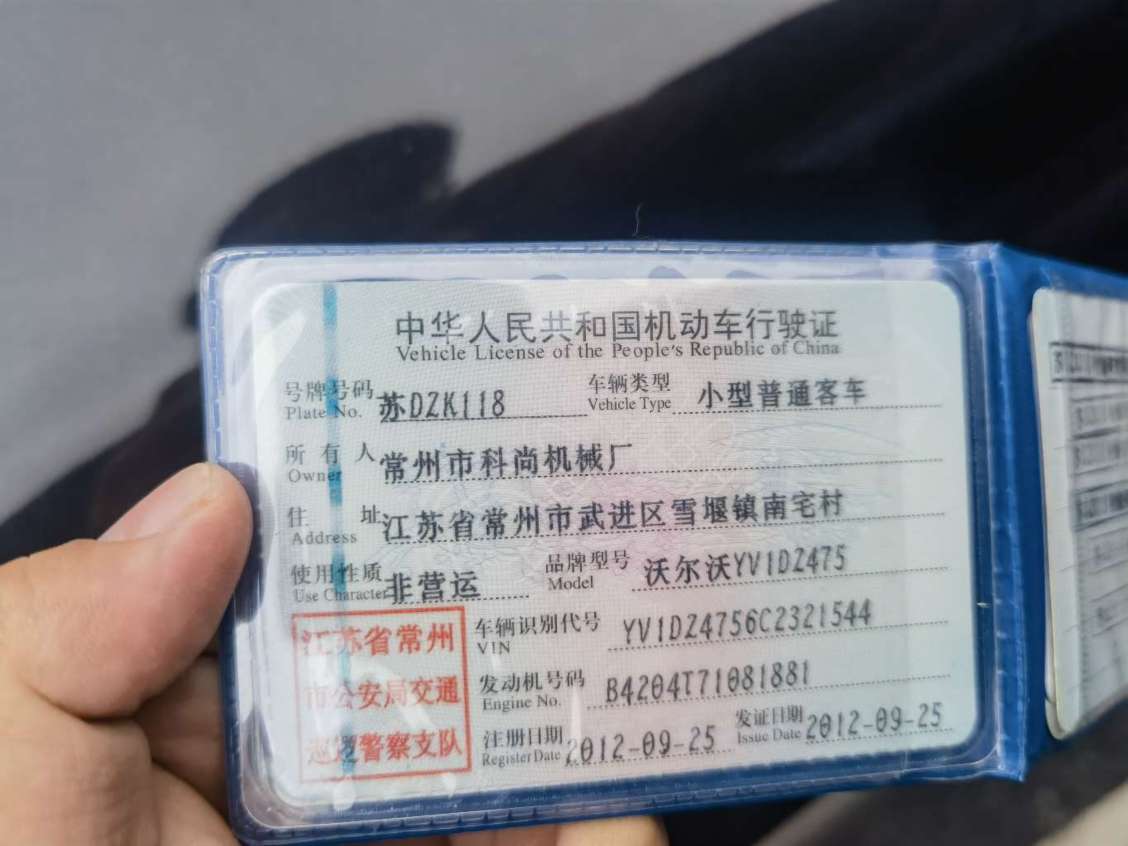 中华人民共和国机动车行驶证
Vehicle License of the People's Republic of China
号牌号码 苏DZK118 车辆类型 小型普通客车
Plate No. Vehicle Type
所有人 常州市科尚机械厂
Owner
住址 江苏省常州市武进区雪堰镇南宅村
Address
使用性质 非营运 品牌型号 沃尔沃YV1DZ475
Use Character Model
江苏省常州
市公安局交通
巡逻警察支队
车辆识别代号 YV1DZ4756C2321544
VIN
发动机号码 B4204T71081881
Engine No.
注册日期 2012-09-25 发证日期 2012-09-25
Register Date Issue Date